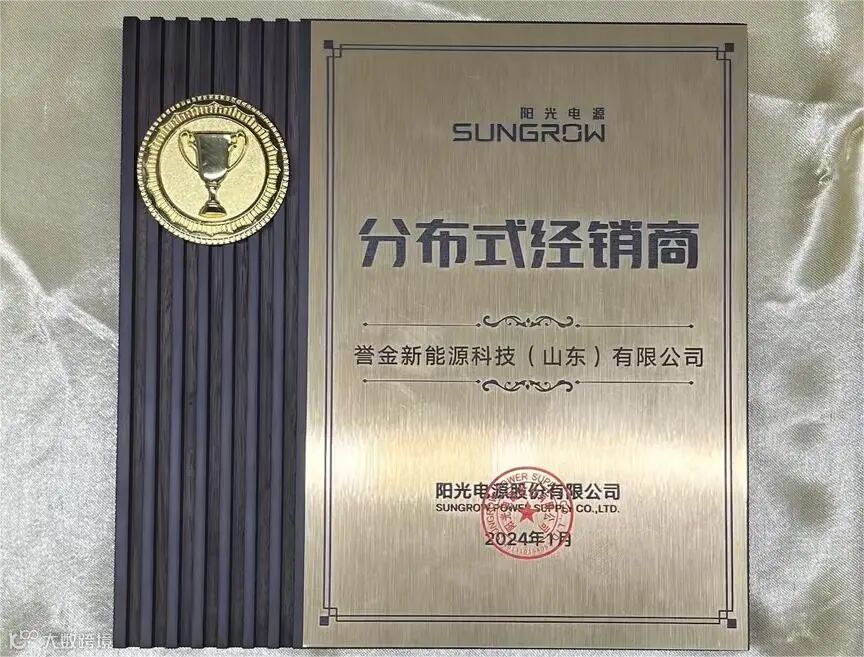 阳光电源
SUNGROW
分布式经销商
誉金新能源科技（山东）有限公司
阳光电源股份有限公司
SUNGROW POWER SUPPLY CO.,LTD.
2024年1月
大数跨境